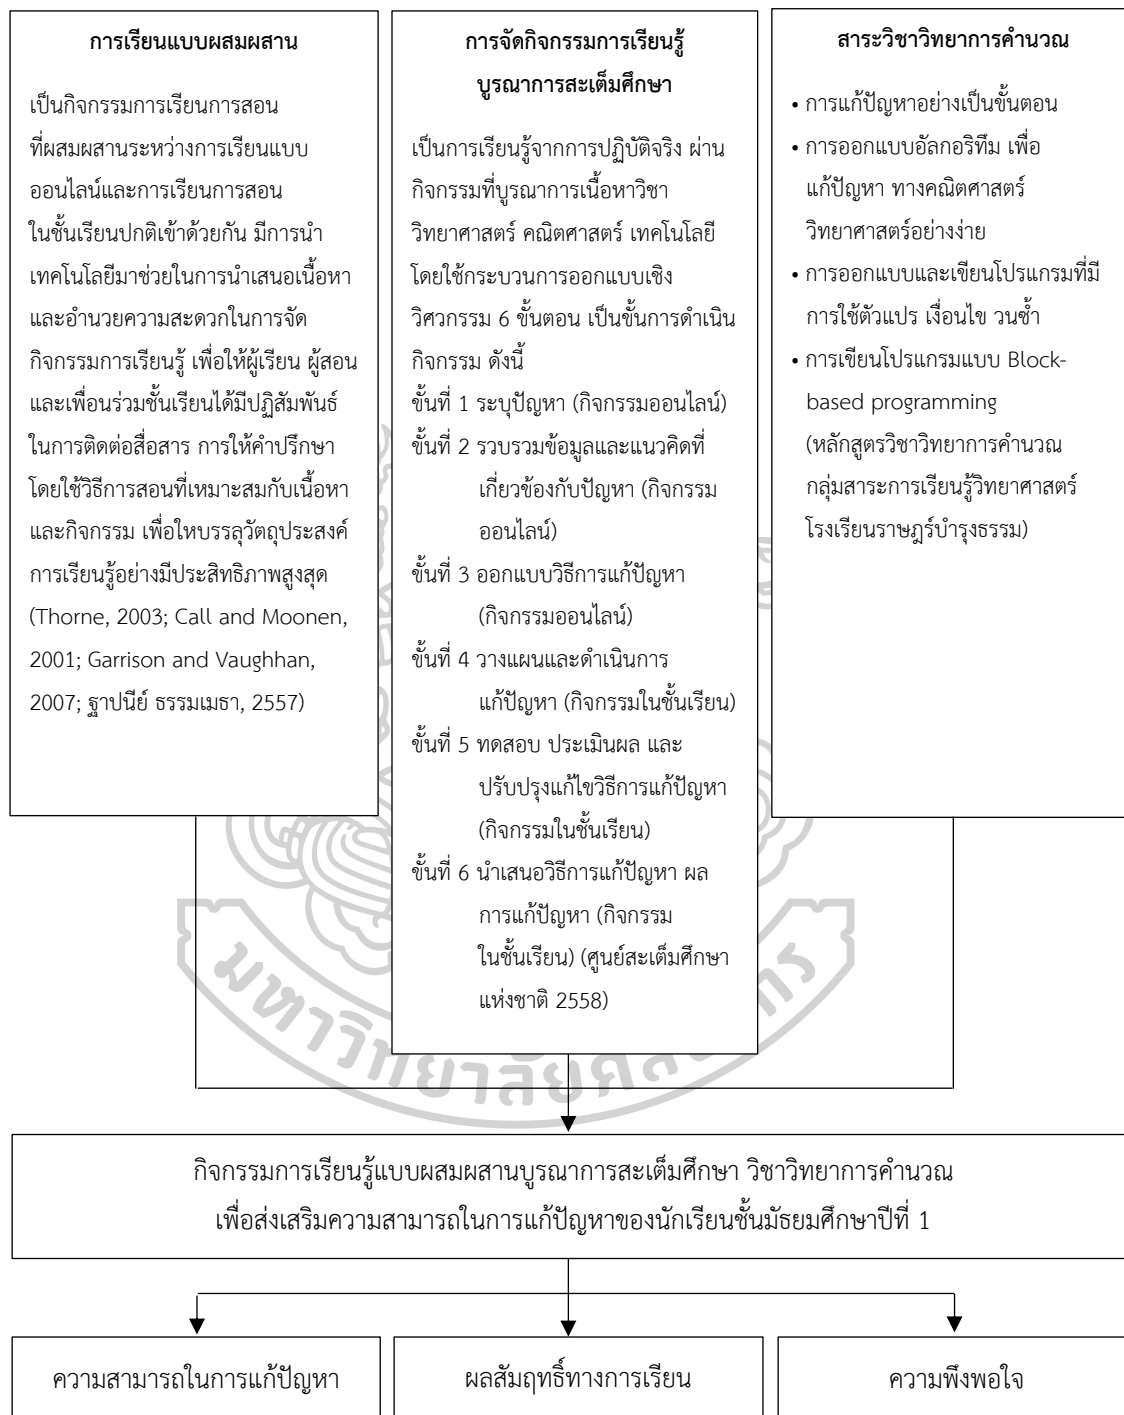 การเรียนแบบผสมผสาน
เป็นกิจกรรมการเรียนการสอน
ที่ผสมผสานระหว่างการเรียนแบบ
ออนไลน์และการเรียนการสอน
ในชั้นเรียนปกติเข้าด้วยกัน มีการนำ
เทคโนโลยีมาช่วยในการนำเสนอเนื้อหา
และอำนวยความสะดวกในการจัด
กิจกรรมการเรียนรู้ เพื่อให้ผู้เรียน ผู้สอน
และเพื่อนร่วมชั้นเรียนได้มีปฏิสัมพันธ์
ในการติดต่อสื่อสาร การให้คำปรึกษา
โดยใช้วิธีการสอนที่เหมาะสมกับเนื้อหา
และกิจกรรม เพื่อใหบรรลุวัตถุประสงค์
การเรียนรู้อย่างมีประสิทธิภาพสูงสุด
(Thorne, 2003; Call and Moonen,
2001; Garrison and Vaughhan,
2007; ฐาปนีย์ ธรรมเมธา, 2557)
การจัดกิจกรรมการเรียนรู้
บูรณาการสะเต็มศึกษา
เป็นการเรียนรู้จากการปฏิบัติจริง ผ่าน
กิจกรรมที่บูรณาการเนื้อหาวิชา
วิทยาศาสตร์ คณิตศาสตร์ เทคโนโลยี
โดยใช้กระบวนการออกแบบเชิง
วิศวกรรม 6 ขั้นตอน เป็นขั้นการดำเนิน
กิจกรรม ดังนี้
ขั้นที่ 1 ระบุปัญหา (กิจกรรมออนไลน์)
ขั้นที่ 2 รวบรวมข้อมูลและแนวคิดที่
เกี่ยวข้องกับปัญหา (กิจกรรม
ออนไลน์)
ขั้นที่ 3 ออกแบบวิธีการแก้ปัญหา
(กิจกรรมออนไลน์)
ขั้นที่ 4 วางแผนและดำเนินการ
แก้ปัญหา (กิจกรรมในชั้นเรียน)
ขั้นที่ 5 ทดสอบ ประเมินผล และ
ปรับปรุงแก้ไขวิธีการแก้ปัญหา
(กิจกรรมในชั้นเรียน)
ขั้นที่ 6 นำเสนอวิธีการแก้ปัญหา ผล
การแก้ปัญหา (กิจกรรม
ในชั้นเรียน) (ศูนย์สะเต็มศึกษา
แห่งชาติ 2558)
สาระวิชาวิทยาการคำนวณ
• การแก้ปัญหาอย่างเป็นขั้นตอน
• การออกแบบอัลกอริทึม เพื่อ
แก้ปัญหา ทางคณิตศาสตร์
วิทยาศาสตร์อย่างง่าย
• การออกแบบและเขียนโปรแกรมที่มี
การใช้ตัวแปร เงื่อนไข วนซ้ำ
• การเขียนโปรแกรมแบบ Block-
based programming
(หลักสูตรวิชาวิทยาการคำนวณ
กลุ่มสาระการเรียนรู้วิทยาศาสตร์
โรงเรียนราษฎร์บำรุงธรรม)
กิจกรรมการเรียนรู้แบบผสมผสานบูรณาการสะเต็มศึกษา วิชาวิทยาการคำนวณ
เพื่อส่งเสริมความสามารถในการแก้ปัญหาของนักเรียนชั้นมัธยมศึกษาปีที่ 1
ความสามารถในการแก้ปัญหา
ผลสัมฤทธิ์ทางการเรียน
ความพึงพอใจ